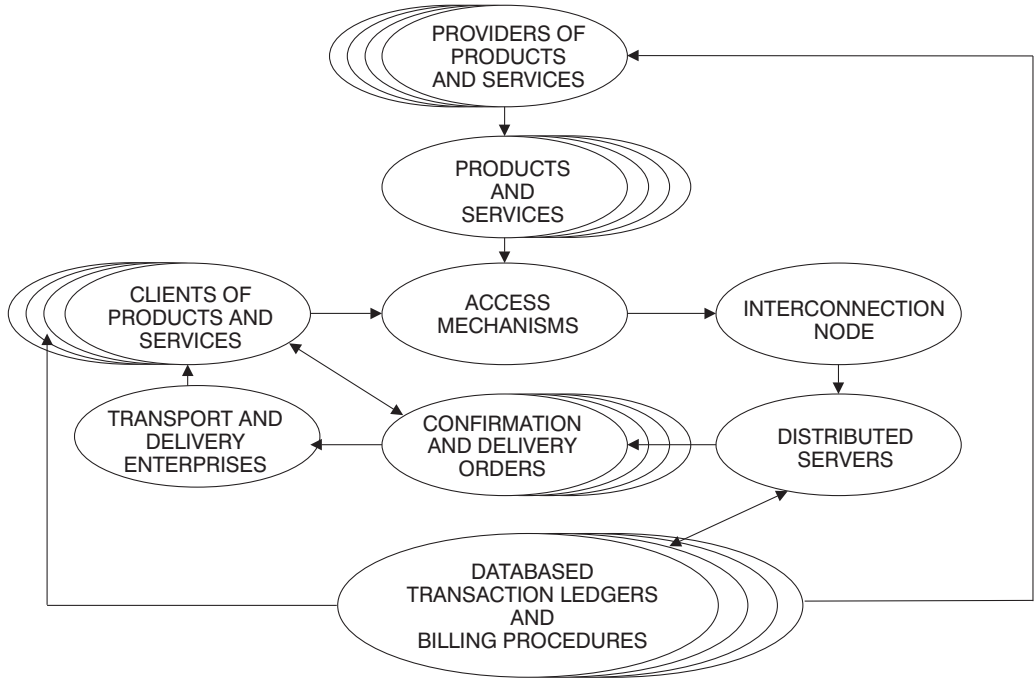 PROVIDERS OF
PRODUCTS
AND SERVICES
PRODUCTS
AND
SERVICES
CLIENTS OF
PRODUCTS AND
SERVICES
ACCESS
MECHANISMS
INTERCONNECTION
NODE
TRANSPORT AND
DELIVERY
ENTERPRISES
CONFIRMATION
AND DELIVERY
ORDERS
DISTRIBUTED
SERVERS
DATABASED
TRANSACTION LEDGERS
AND
BILLING PROCEDURES